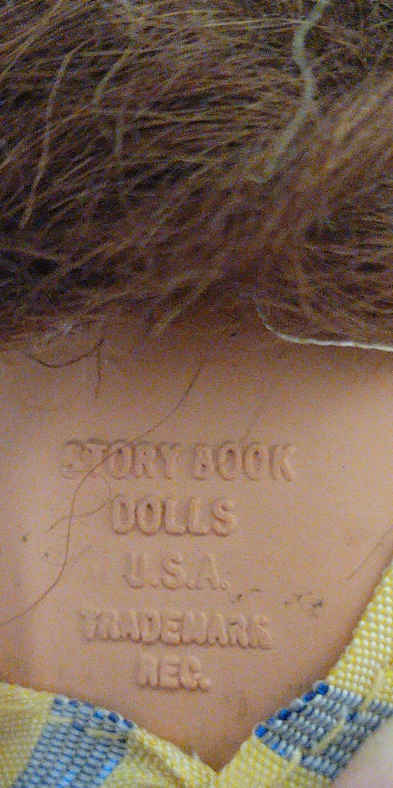 STORY BOOK
DOLLS
U.S.A.
TRADEMARK
REG.